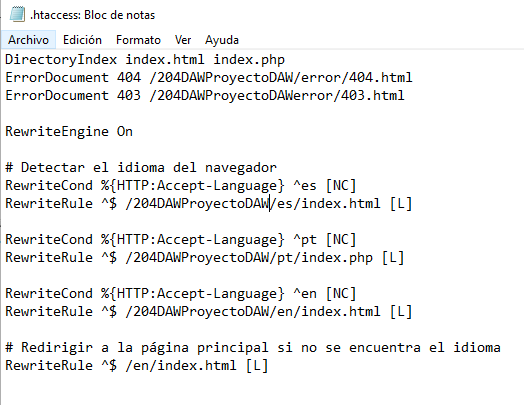 .htaccess: Bloc de notas
Archivo Edición Formato Ver Ayuda
DirectoryIndex index.html index.php
ErrorDocument 404 /204DAWProyectoDAW/error/404.html
ErrorDocument 403 /204DAWProyectoDAWerror/403.html
RewriteEngine On
# Detectar el idioma del navegador
RewriteCond %{HTTP:Accept-Language} ^es [NC]
RewriteRule ^$ /204DAWProyectoDAW/es/index.html [L]
RewriteCond %{HTTP:Accept-Language} ^pt [NC]
RewriteRule ^$ /204DAWProyectoDAW/pt/index.php [L]
RewriteCond %{HTTP:Accept-Language} ^en [NC]
RewriteRule ^$ /204DAWProyectoDAW/en/index.html [L]
# Redirigir a la página principal si no se encuentra el idioma
RewriteRule ^$ /en/index.html [L]